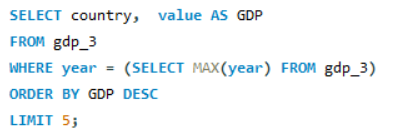 SELECT country,  value AS GDP
FROM gdp_3
WHERE year = (SELECT MAX(year) FROM gdp_3)
ORDER BY GDP DESC
LIMIT 5;